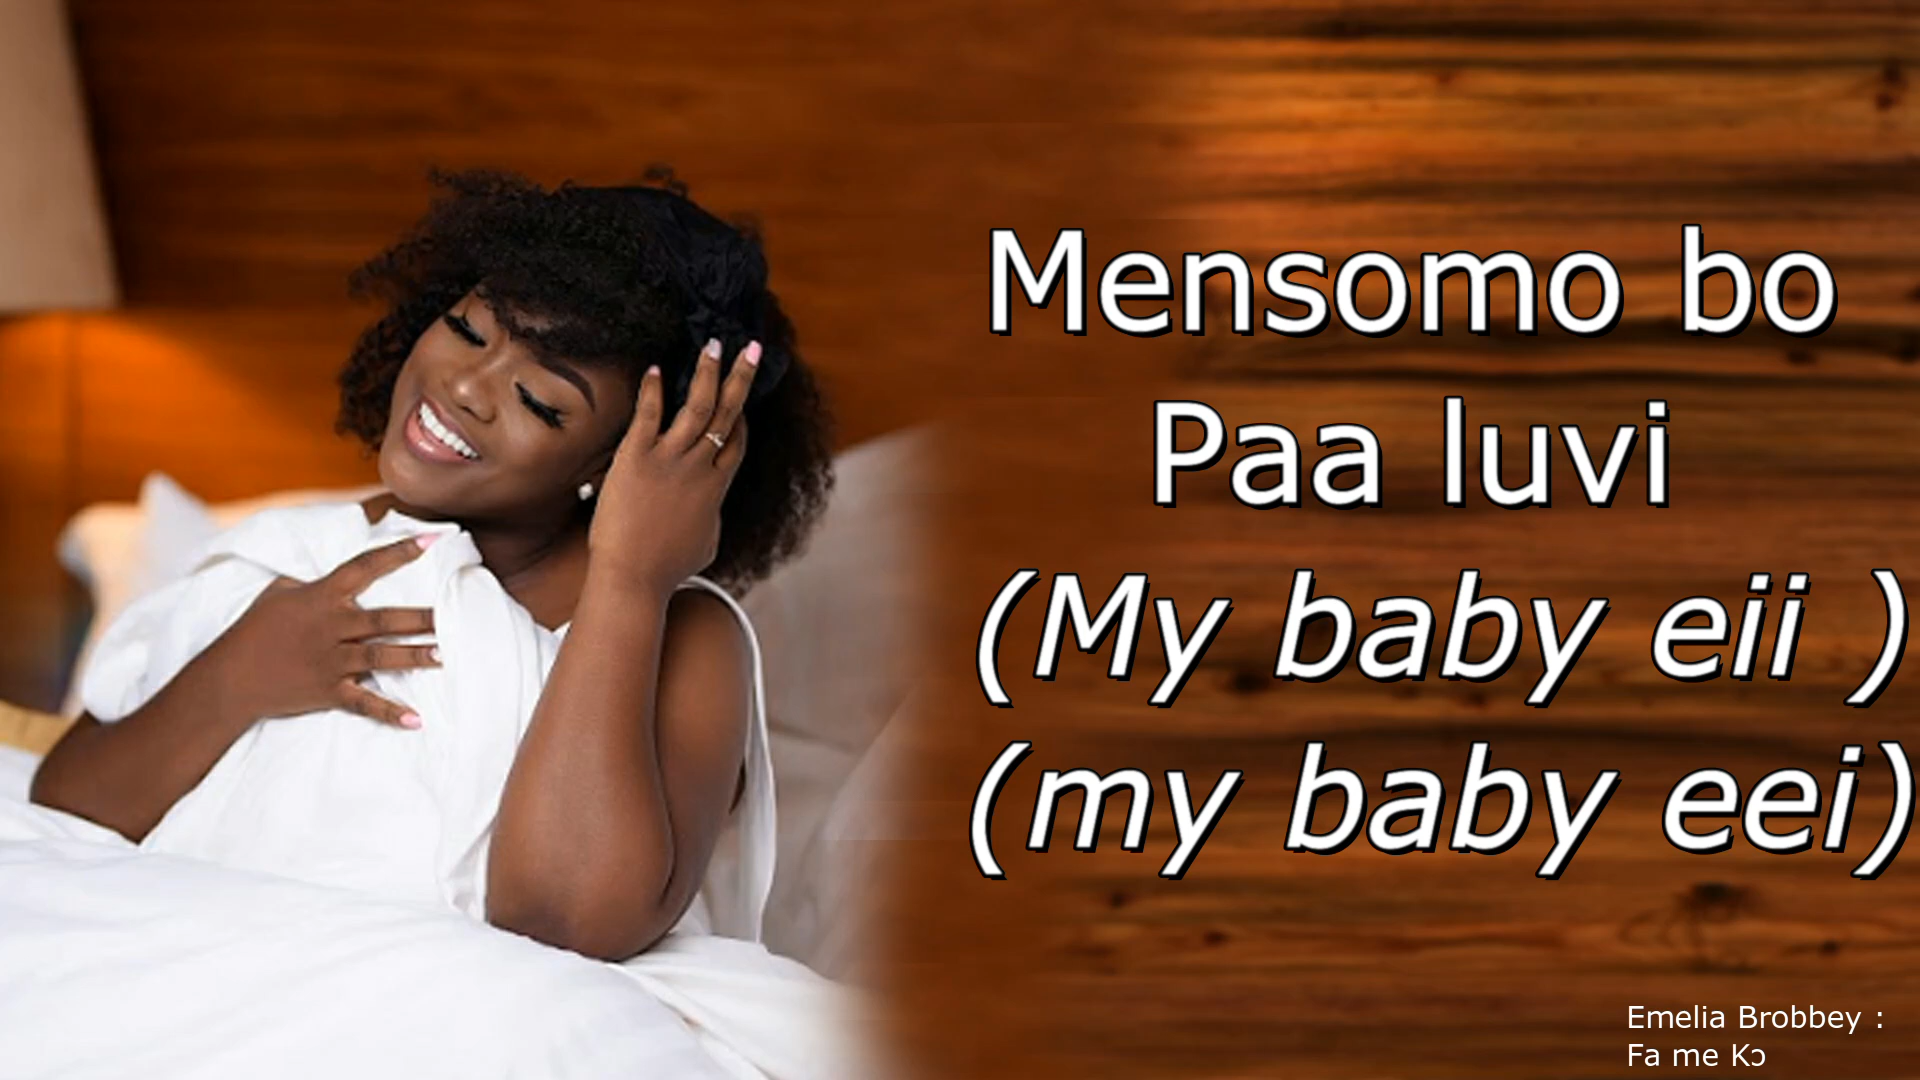 Mensomo bo
Paa luvi
(My baby eii )
(my baby eei)
Emelia Brobbey :
Fa me Kɔ